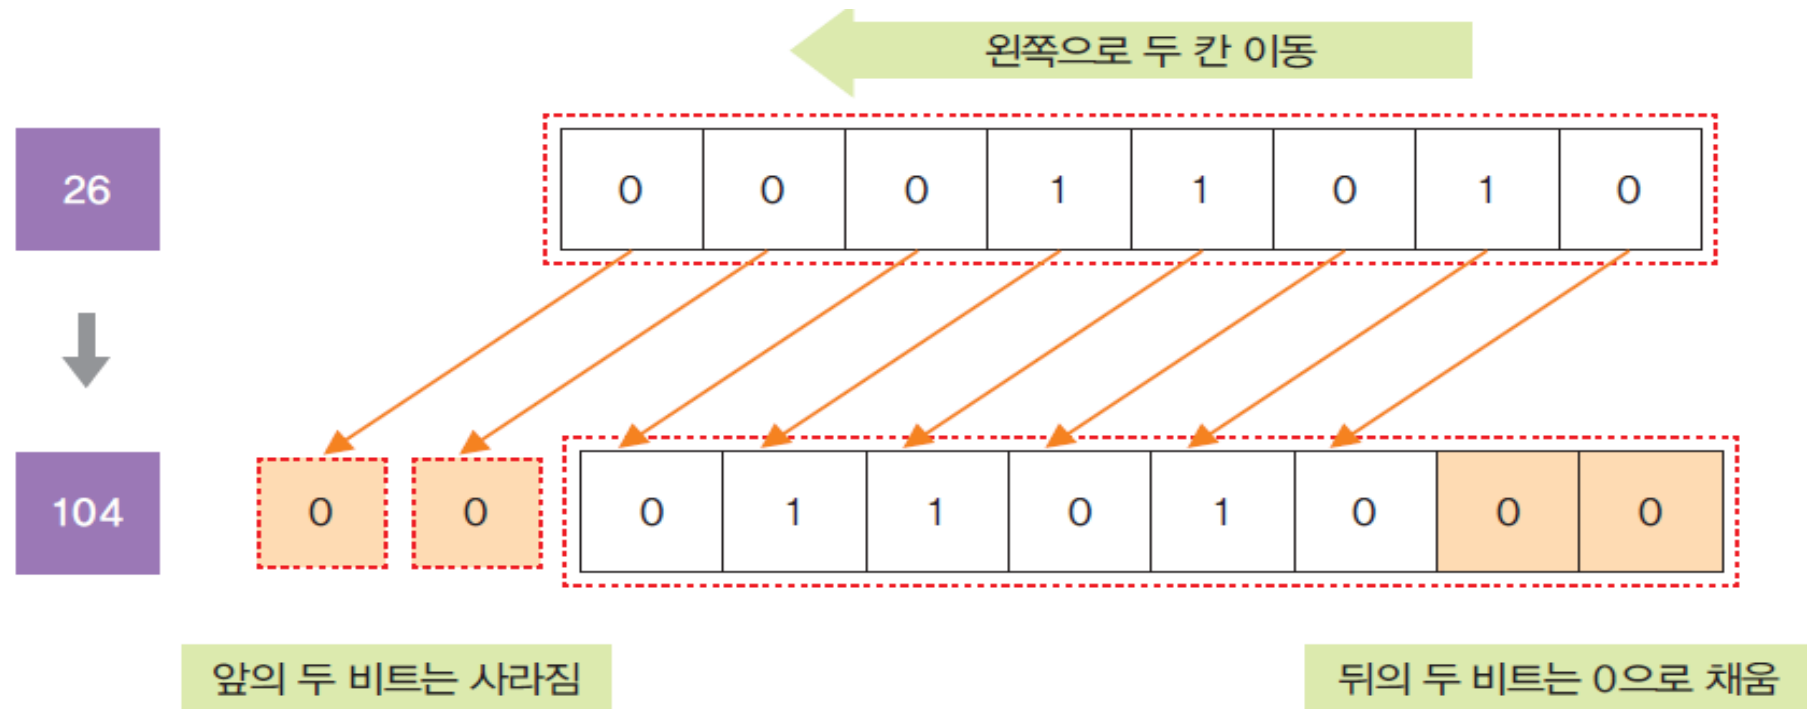 왼쪽으로 두 칸 이동
26 0 0 0 1 1 0 1 0
104 0 0 0 1 1 0 1 0 0 0
앞의 두 비트는 사라짐
뒤의 두 비트는 0으로 채움